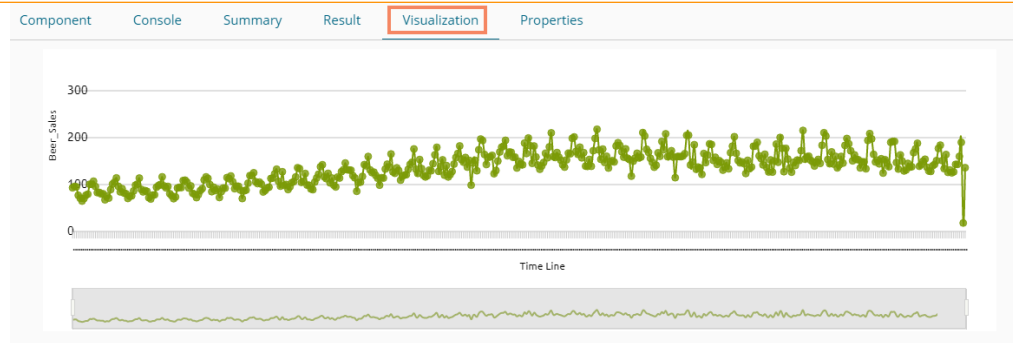 Component Console Summary Result Visualization Properties
300
Beer_Sales
200
100
0
Time Line